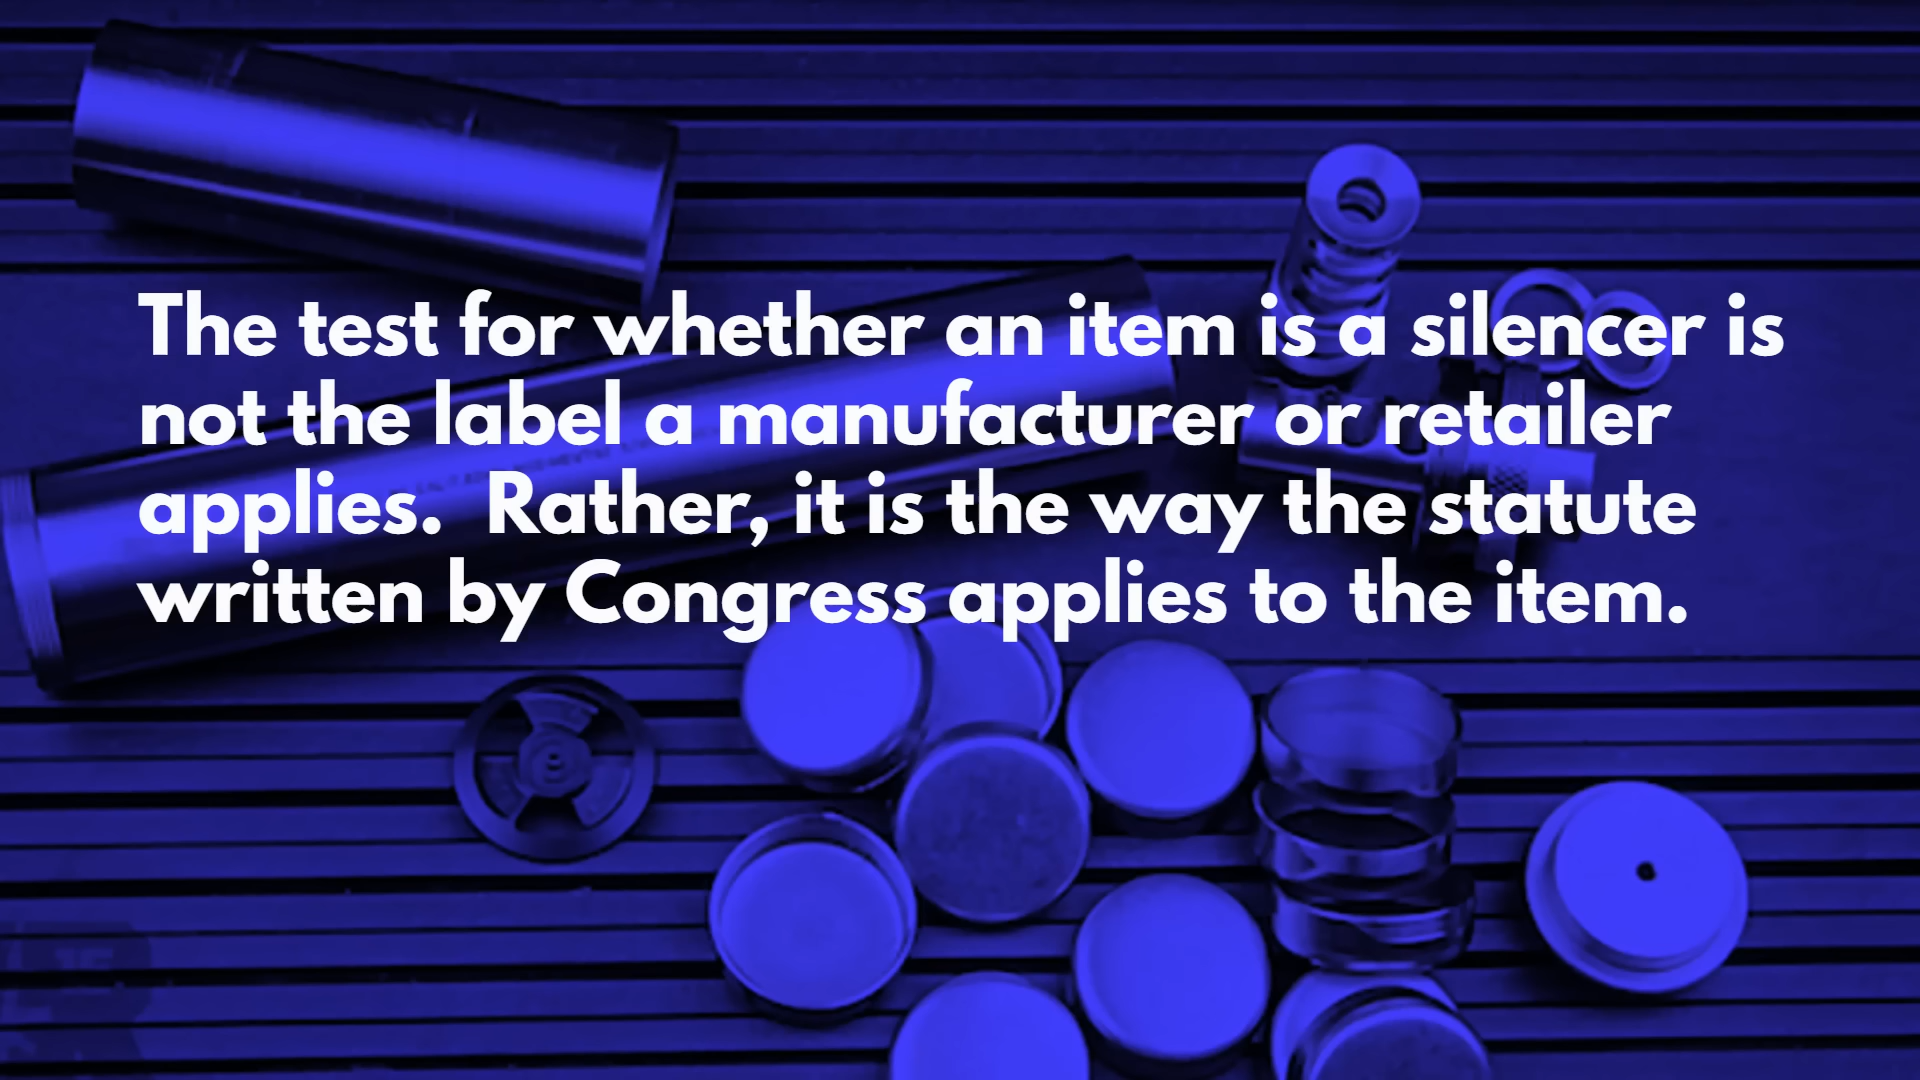 The test for whether an item is a silencer is
not the label a manufacturer or retailer
applies.  Rather, it is the way the statute
written by Congress applies to the item.